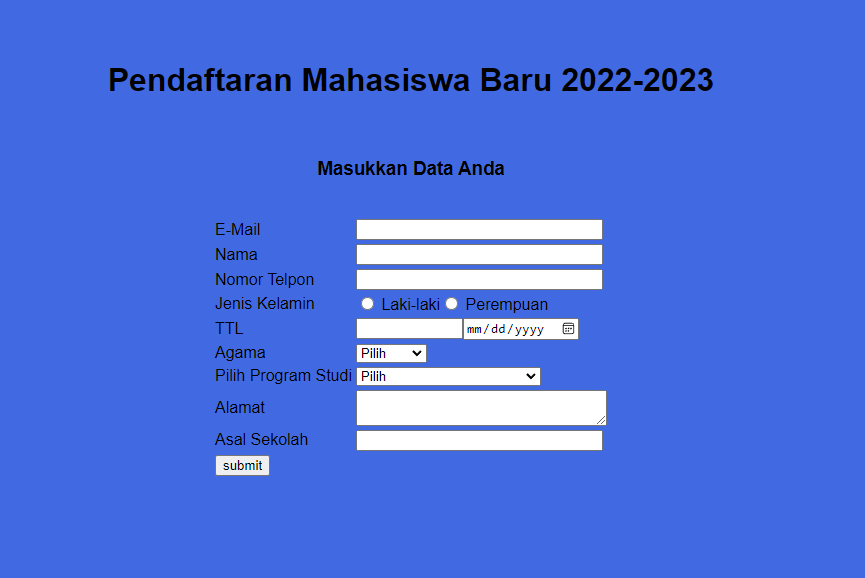 Pendaftaran Mahasiswa Baru 2022-2023
Masukkan Data Anda
E-Mail
Nama
Nomor Telpon
Jenis Kelamin Laki-laki Perempuan
TTL mm/dd/yyyy
Agama Pilih
Pilih Program Studi Pilih
Alamat
Asal Sekolah
submit